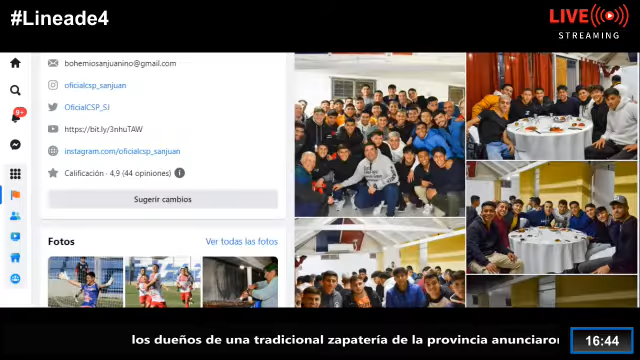 #Lineade4
LIVE
STREAMING
bohemiosanjuanino@gmail.com
oficialcsp_sanjuan
OficialCSP_SJ
https://bit.ly/3nhuTAW
instagram.com/oficialcsp_sanjuan
Calificación · 4,9 (44 opiniones)
9+
Sugerir cambios
Fotos
Ver todas las fotos
los dueños de una tradicional zapatería de la provincia anunciaron
16:44